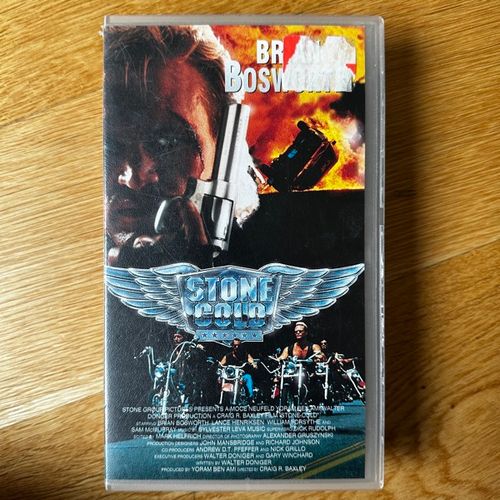 BRIAN
BOSWORTH
STONE
COLD
STONE GROUP PICTURES PRESENTS A MACE NEUFELD/YORAM BEN AMI/WALTER
DONIGER PRODUCTION A CRAIG R. BAXLEY FILM "STONE COLD"
STARRING BRIAN BOSWORTH LANCE HENRIKSEN WILLIAM FORSYTHE AND
SAM McMURRAY MUSIC BY SYLVESTER LEVAY MUSIC SUPERVISOR DICK RUDOLPH
EDITED BY MARK HELFRICH DIRECTOR OF PHOTOGRAPHY ALEXANDER GRUSZYNSKI
PRODUCTION DESIGNERS JOHN MANSBRIDGE AND RICHARD JOHNSON
CO PRODUCERS ANDREW D.T. PFEFFER AND NICK GRILLO
EXECUTIVE PRODUCERS WALTER DONIGER AND GARY WICHARD
WRITTEN BY WALTER DONIGER
PRODUCED BY YORAM BEN AMI DIRECTED BY CRAIG R. BAXLEY